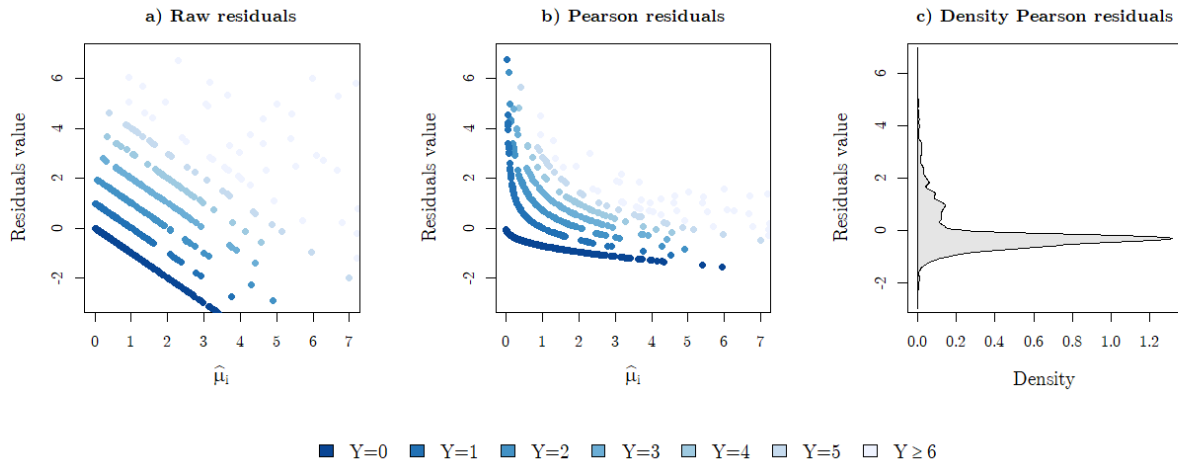 a) Raw residuals
b) Pearson residuals
c) Density Pearson residuals
Residuals value
6
4
2
0
-2
0 1 2 3 4 5 6 7
μ̂i
Residuals value
6
4
2
0
-2
0 1 2 3 4 5 6 7
μ̂i
Residuals value
6
4
2
0
-2
0.0 0.2 0.4 0.6 0.8 1.0 1.2
Density
Y=0 Y=1 Y=2 Y=3 Y=4 Y=5 Y≥6